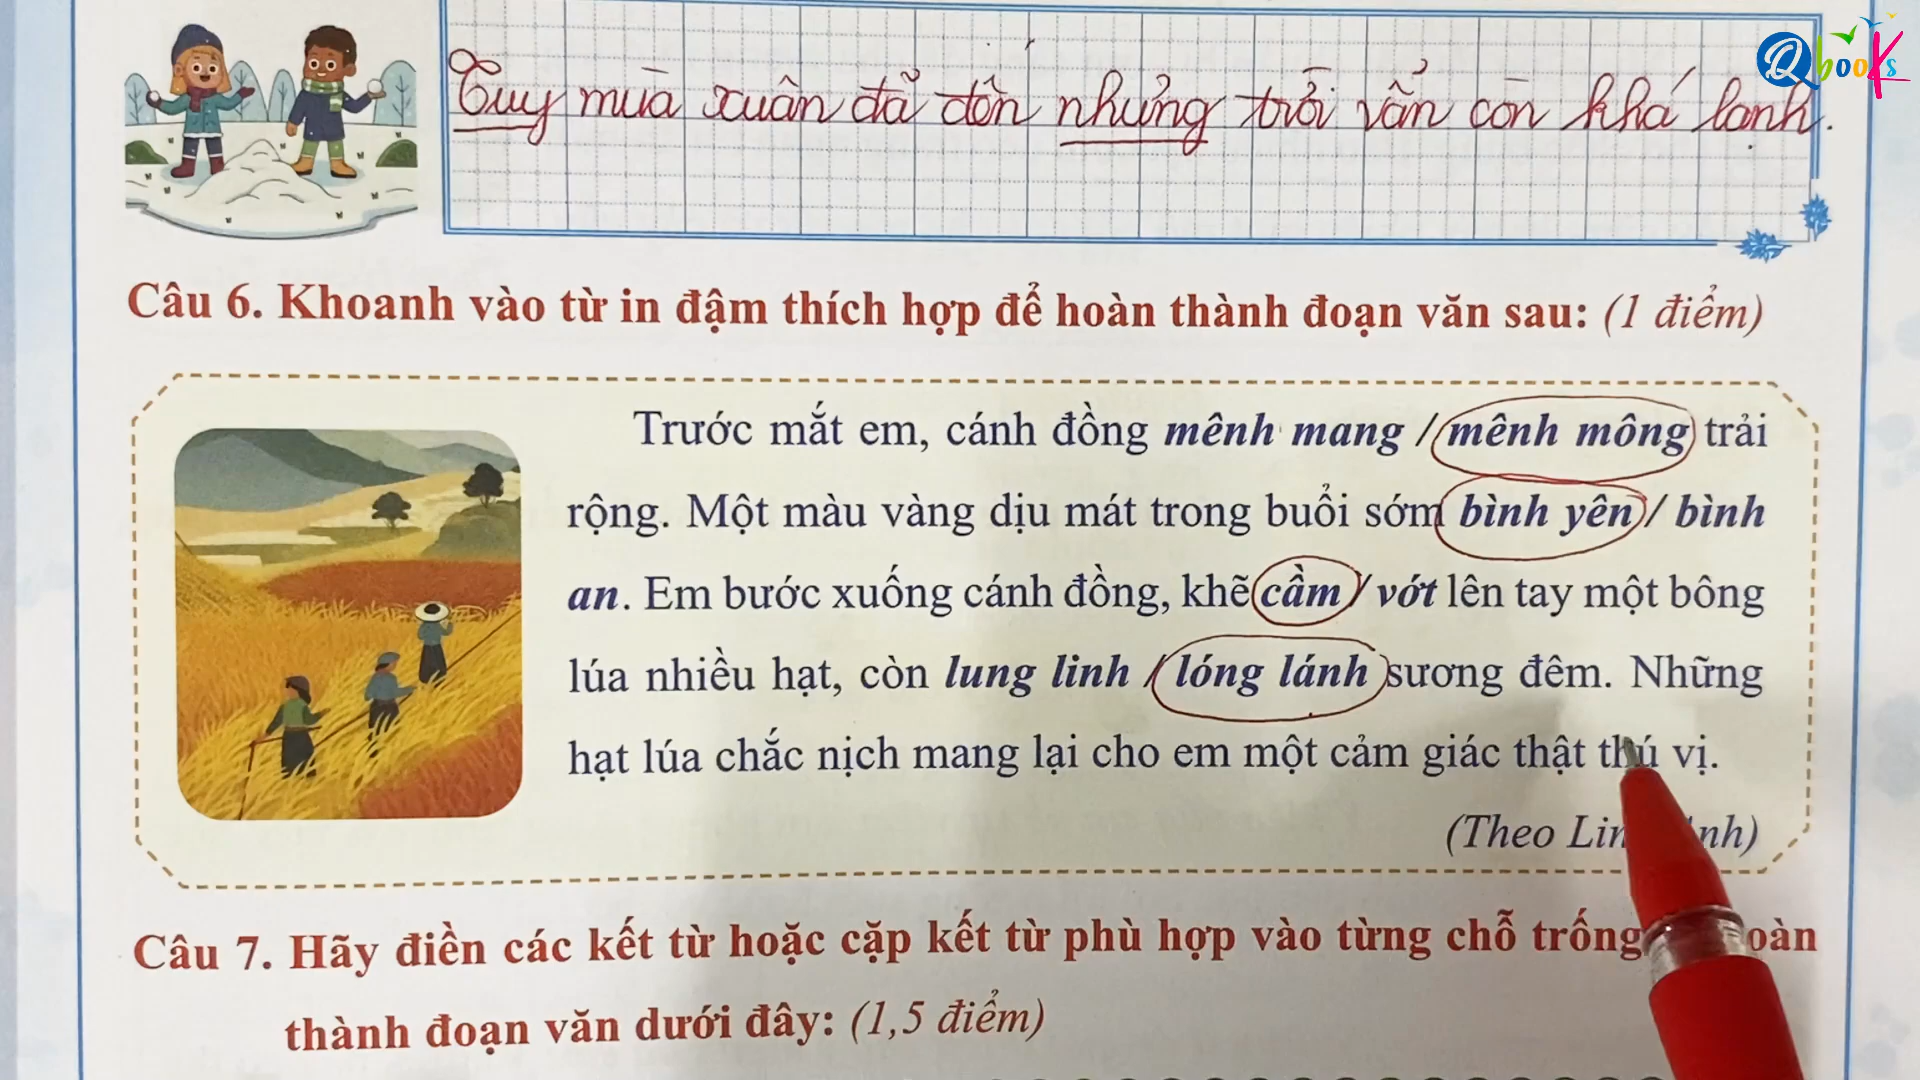 Qbooks
Tuy mùa xuân đã đến nhưng trời vẫn còn khá lạnh.
Câu 6. Khoanh vào từ in đậm thích hợp để hoàn thành đoạn văn sau: (1 điểm)
Trước mắt em, cánh đồng mênh mang / mênh mông trải
rộng. Một màu vàng dịu mát trong buổi sớm bình yên / bình
an. Em bước xuống cánh đồng, khẽ cầm / vớt lên tay một bông
lúa nhiều hạt, còn lung linh / lóng lánh sương đêm. Những
hạt lúa chắc nịch mang lại cho em một cảm giác thật thú vị.
(Theo
Câu 7. Hãy điền các kết từ hoặc cặp kết từ phù hợp vào từng chỗ trống
thành đoạn văn dưới đây: (1,5 điểm)